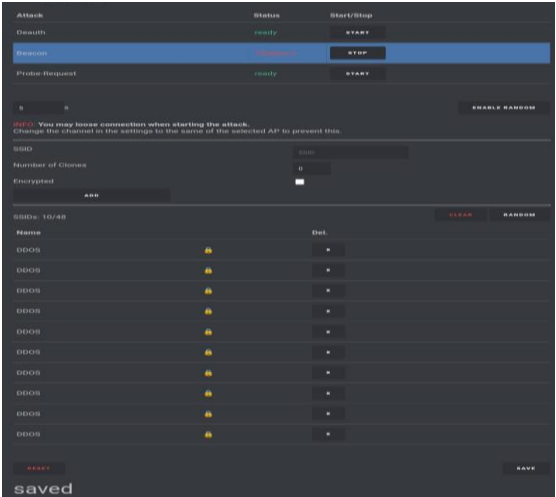 Attack Status Start/Stop
Deauth ready START
Beacon STOP
Probe-Request ready START
ENABLE RANDOM
INFO: You may loose connection when starting the attack.
Change the channel in the settings to the same of the selected AP to prevent this.
SSID SSID
Number of Clones 0
Encrypted
ADD
SSIDs: 10/48 CLEAR RANDOM
Name Del.
DDOS
DDOS
DDOS
DDOS
DDOS
DDOS
DDOS
DDOS
DDOS
DDOS
RESET SAVE
saved